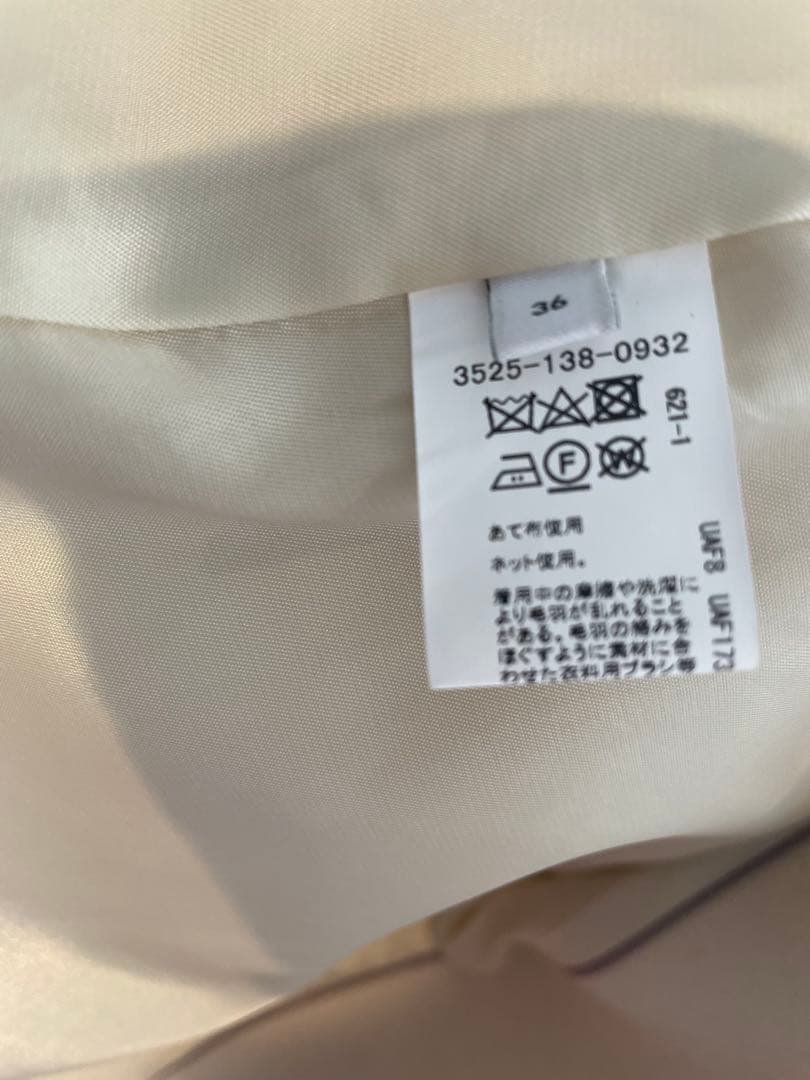 36
3525-138-0932
621-1
F
W
あて布使用
ネット使用。
着用中の摩擦や洗濯に
より毛羽が乱れること
がある。毛羽の絡みを
ほぐすように素材に合
わせた衣料用ブラシ等
UAF8 UAF173